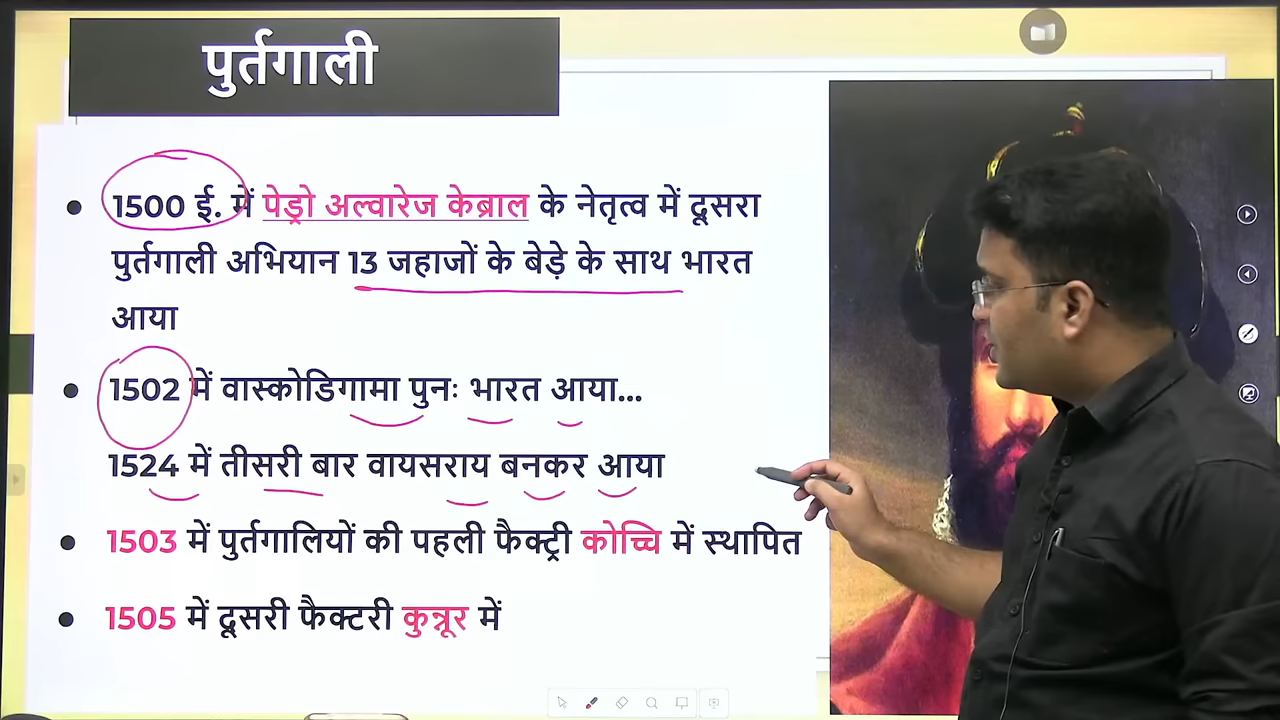 पुर्तगाली
1500 ई. में पेड्रो अल्वारेज केब्राल के नेतृत्व में दूसरा
पुर्तगाली अभियान 13 जहाजों के बेड़े के साथ भारत
आया
1502 में वास्कोडिगामा पुनः भारत आया...
1524 में तीसरी बार वायसराय बनकर आया
1503 में पुर्तगालियों की पहली फैक्ट्री कोच्चि में स्थापित
1505 में दूसरी फैक्टरी कुन्नूर में